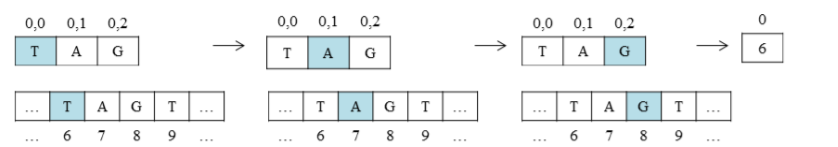 0,0 0,1 0,2 0,0 0,1 0,2 0,0 0,1 0,2 0
T A G → T A G → T A G → 6
... T A G T ... ... T A G T ... ... T A G T ...
... 6 7 8 9 ... 6 7 8 9 ... ... 6 7 8 9 ...